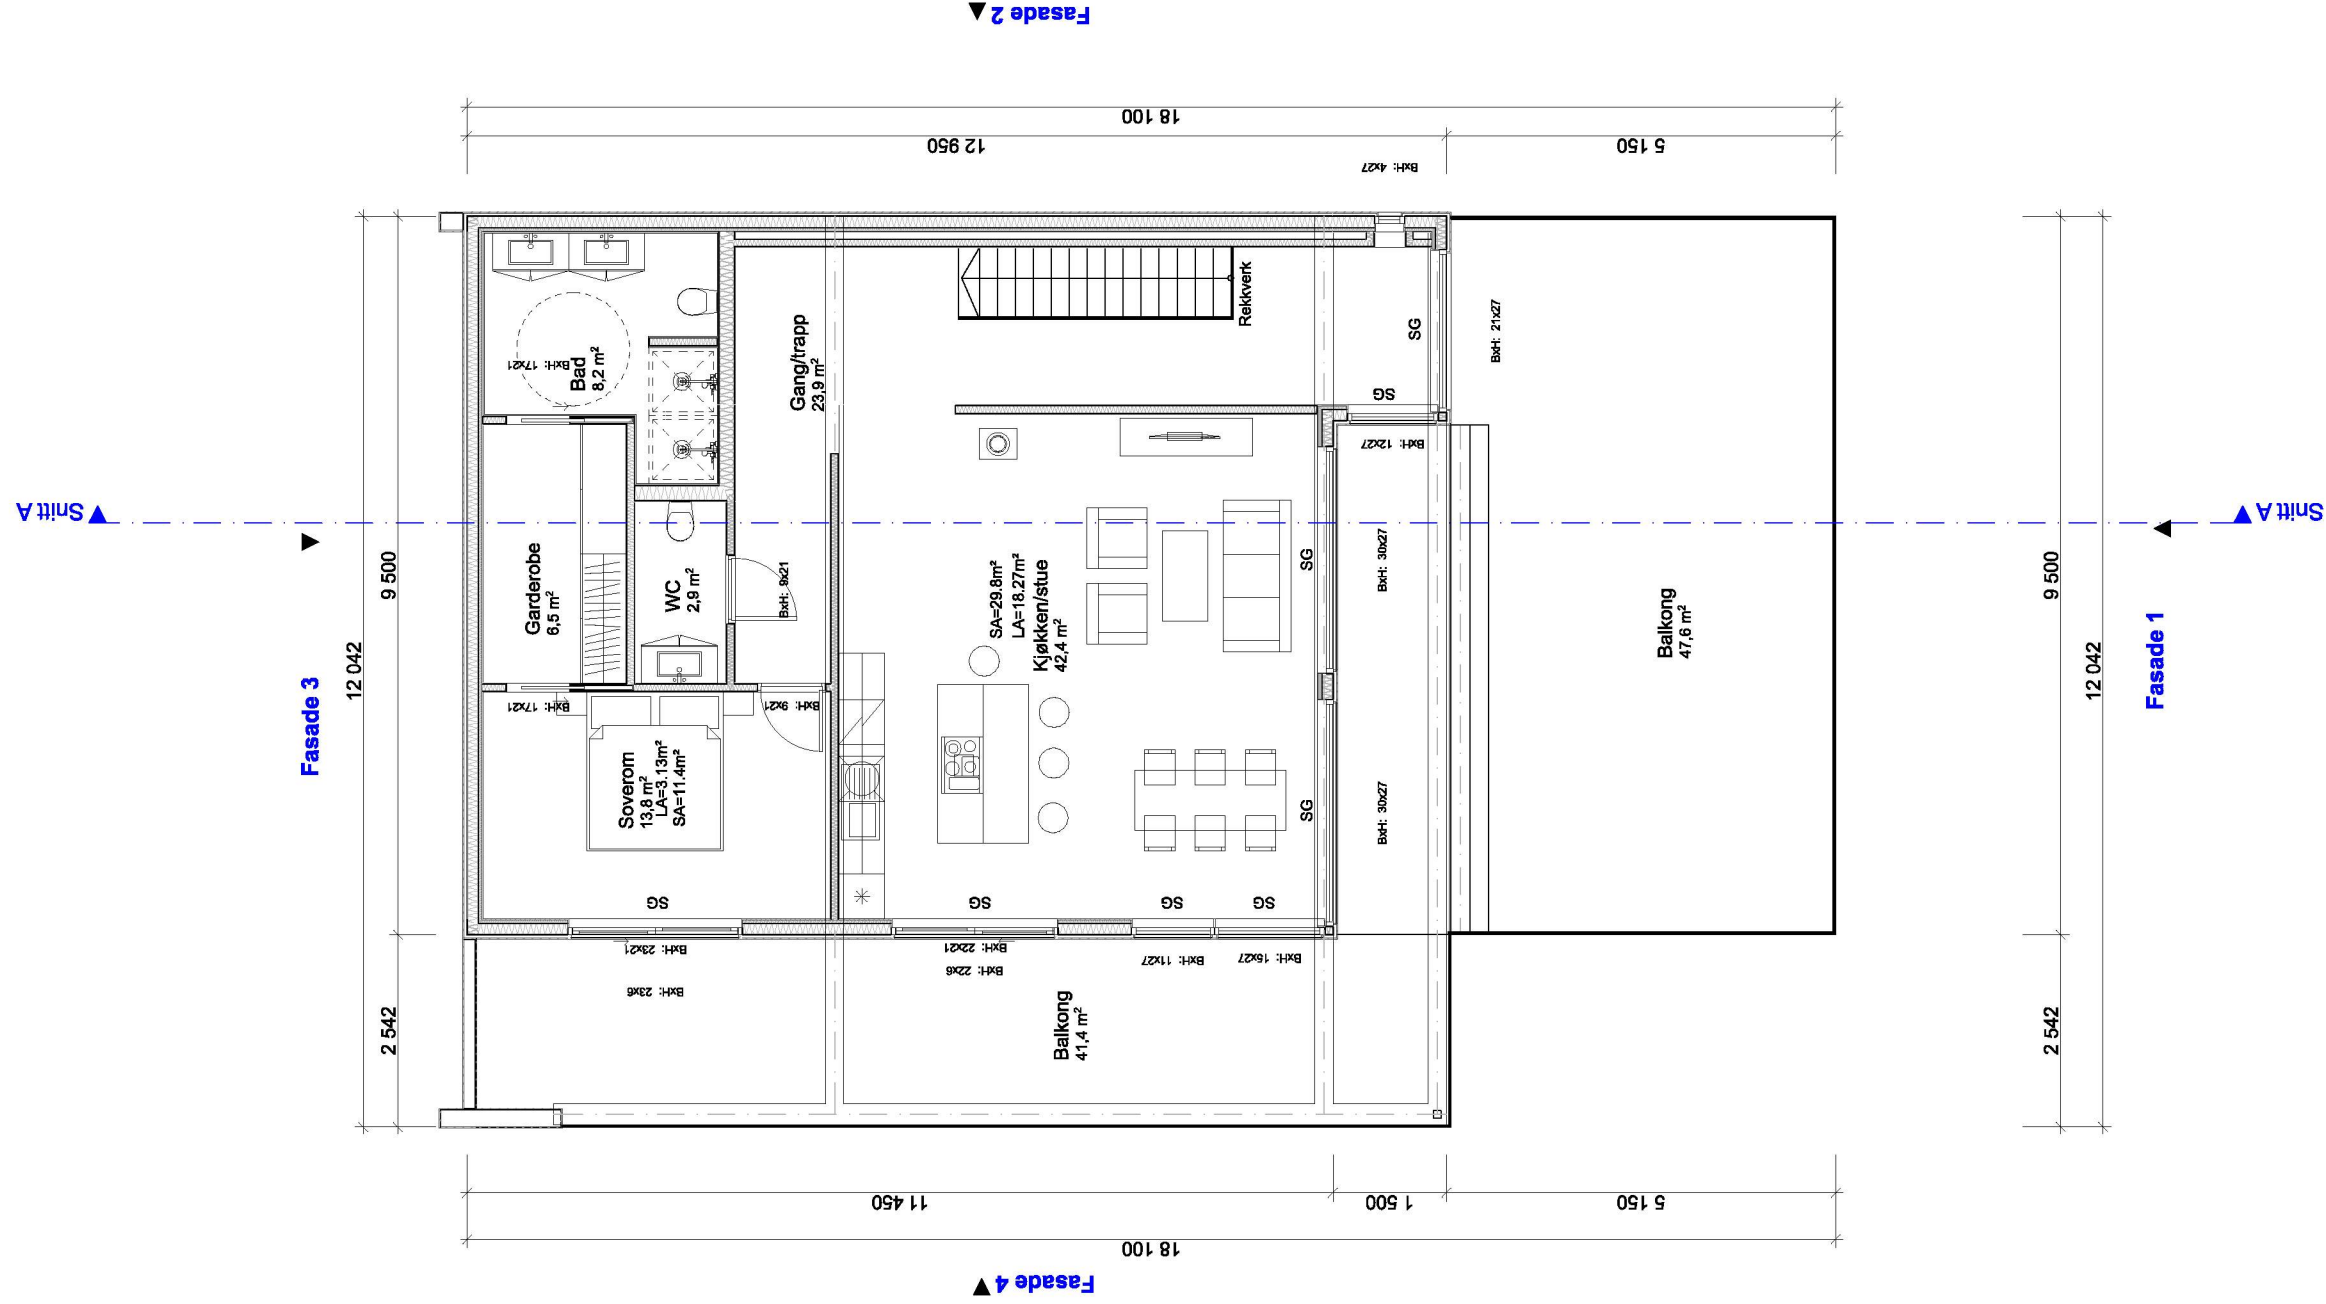 Fasade 2
18 100
12 950
5 150
BxH: 4x27
Rekkverk
SG
BxH: 21x27
Gang/trapp
23,9 m²
BxH: 17x21
Bad
8,2 m²
SG
BxH: 12x27
Snitt A
Snitt A
9 500
12 042
Fasade 3
Garderobe
6,5 m²
WC
2,9 m²
BxH: 9x21
SA=29.8m²
LA=18.27m²
Kjøkken/stue
42,4 m²
SG
BxH: 30x27
Balkong
47,6 m²
9 500
12 042
Fasade 1
BxH: 17x21
BxH: 9x21
Soverom
13,8 m²
LA=3.13m²
SA=11.4m²
SG
BxH: 30x27
SG
SG
SG
SG
BxH: 23x21
BxH: 22x21
BxH: 11x27
BxH: 15x27
BxH: 22x6
BxH: 23x6
2 542
Balkong
41,4 m²
2 542
11 450
1 500
5 150
18 100
Fasade 4